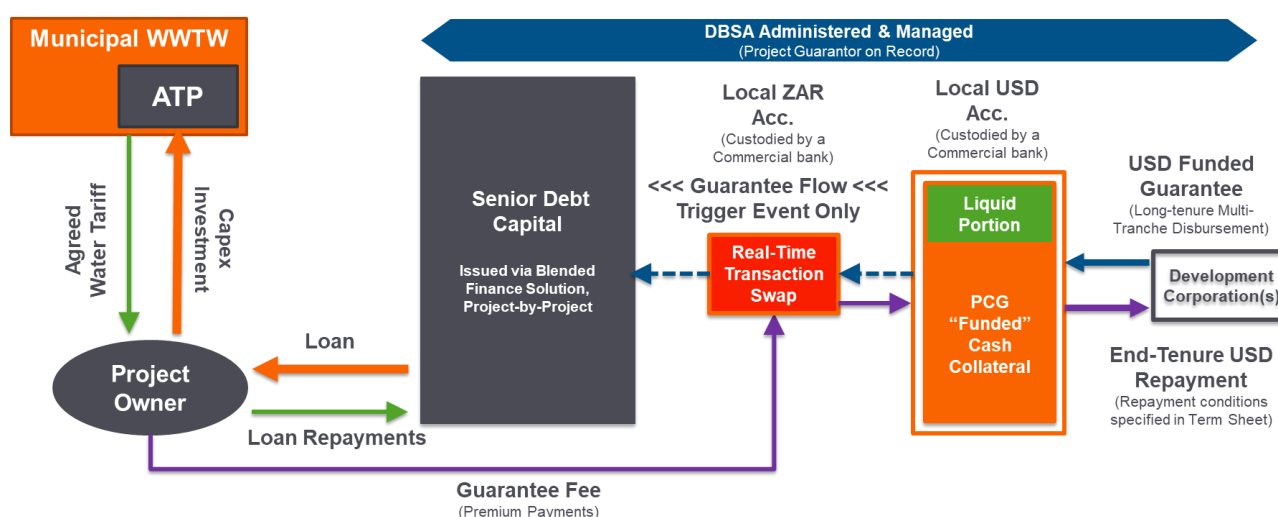 Municipal WWTW
ATP
DBSA Administered & Managed
(Project Guarantor on Record)
Agreed
Water Tariff
Capex
Investment
Senior Debt
Capital
Issued via Blended
Finance Solution,
Project-by-Project
Local ZAR
Acc.
(Custodied by a
Commercial bank)
<<< Guarantee Flow <<<
Trigger Event Only
Real-Time
Transaction
Swap
Local USD
Acc.
(Custodied by a
Commercial bank)
Liquid
Portion
PCG
“Funded”
Cash
Collateral
USD Funded
Guarantee
(Long-tenure Multi-
Tranche Disbursement)
Development
Corporation(s)
End-Tenure USD
Repayment
(Repayment conditions
specified in Term Sheet)
Project
Owner
Loan
Loan Repayments
Guarantee Fee
(Premium Payments)